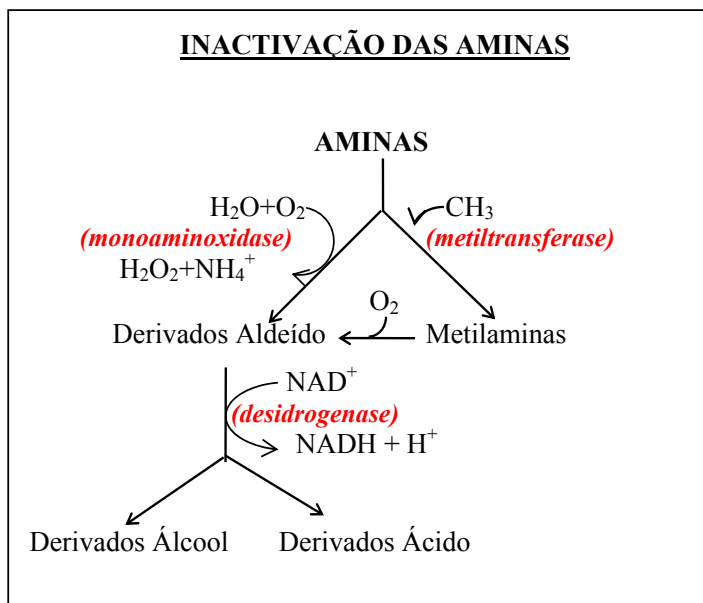 INACTIVAÇÃO DAS AMINAS
AMINAS
H₂O+O₂
CH₃
(monoaminoxidase)
(metiltransferase)
H₂O₂+NH₄⁺
O₂
Derivados Aldeído
Metilaminas
NAD⁺
(desidrogenase)
NADH + H⁺
Derivados Álcool
Derivados Ácido